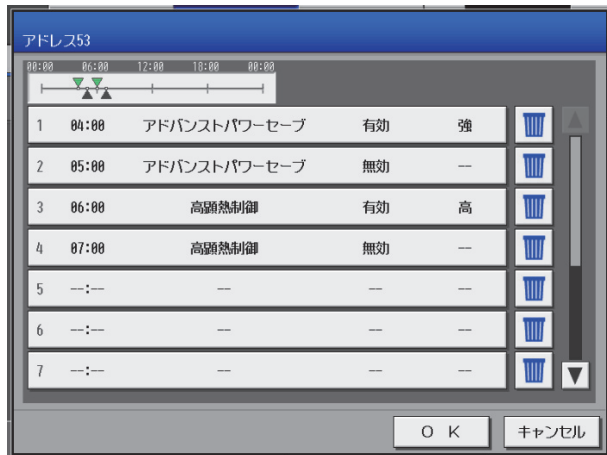 アドレス53
00:00 06:00 12:00 18:00 00:00
1 04:00 アドバンストパワーセーブ 有効 強
2 05:00 アドバンストパワーセーブ 無効 --
3 06:00 高顕熱制御 有効 高
4 07:00 高顕熱制御 無効 --
5 --:-- -- -- --
6 --:-- -- -- --
7 --:-- -- -- --
OK キャンセル